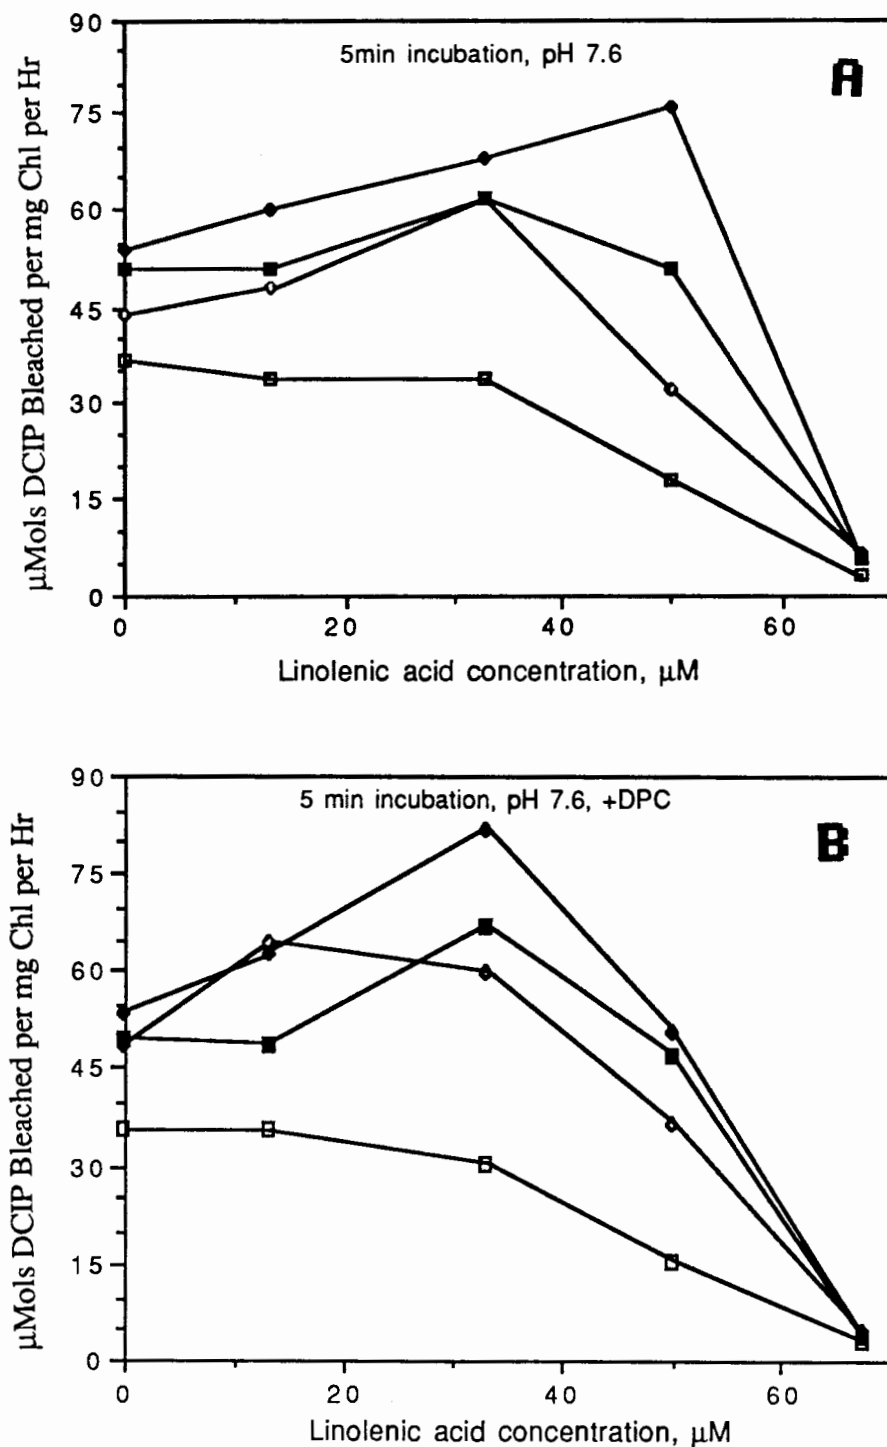 90
5min incubation, pH 7.6
A
75
60
45
30
15
0
µMols DCIP Bleached per mg Chl per Hr
0 20 40 60
Linolenic acid concentration, µM
90
5 min incubation, pH 7.6, +DPC
B
75
60
45
30
15
0
µMols DCIP Bleached per mg Chl per Hr
0 20 40 60
Linolenic acid concentration, µM